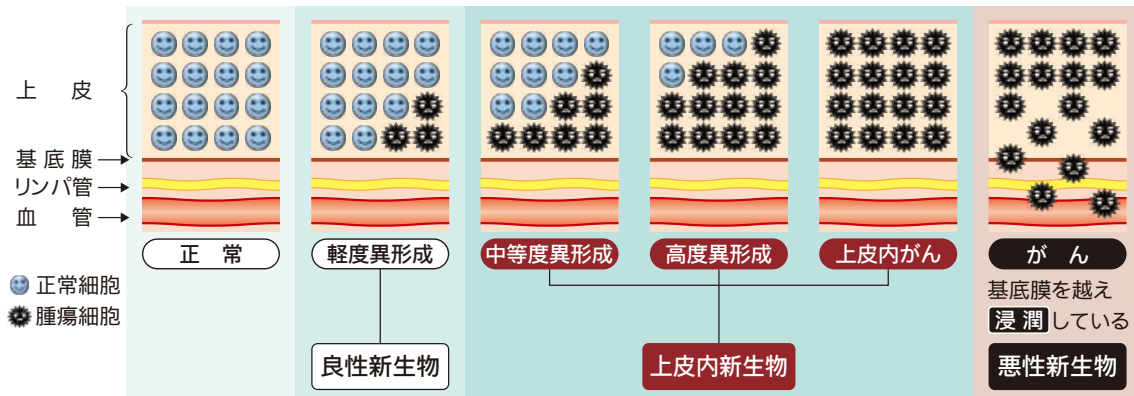 上皮
基底膜
リンパ管
血管
正常細胞
腫瘍細胞
正常
軽度異形成
中等度異形成
高度異形成
上皮内がん
がん
基底膜を越え
浸潤している
良性新生物
上皮内新生物
悪性新生物